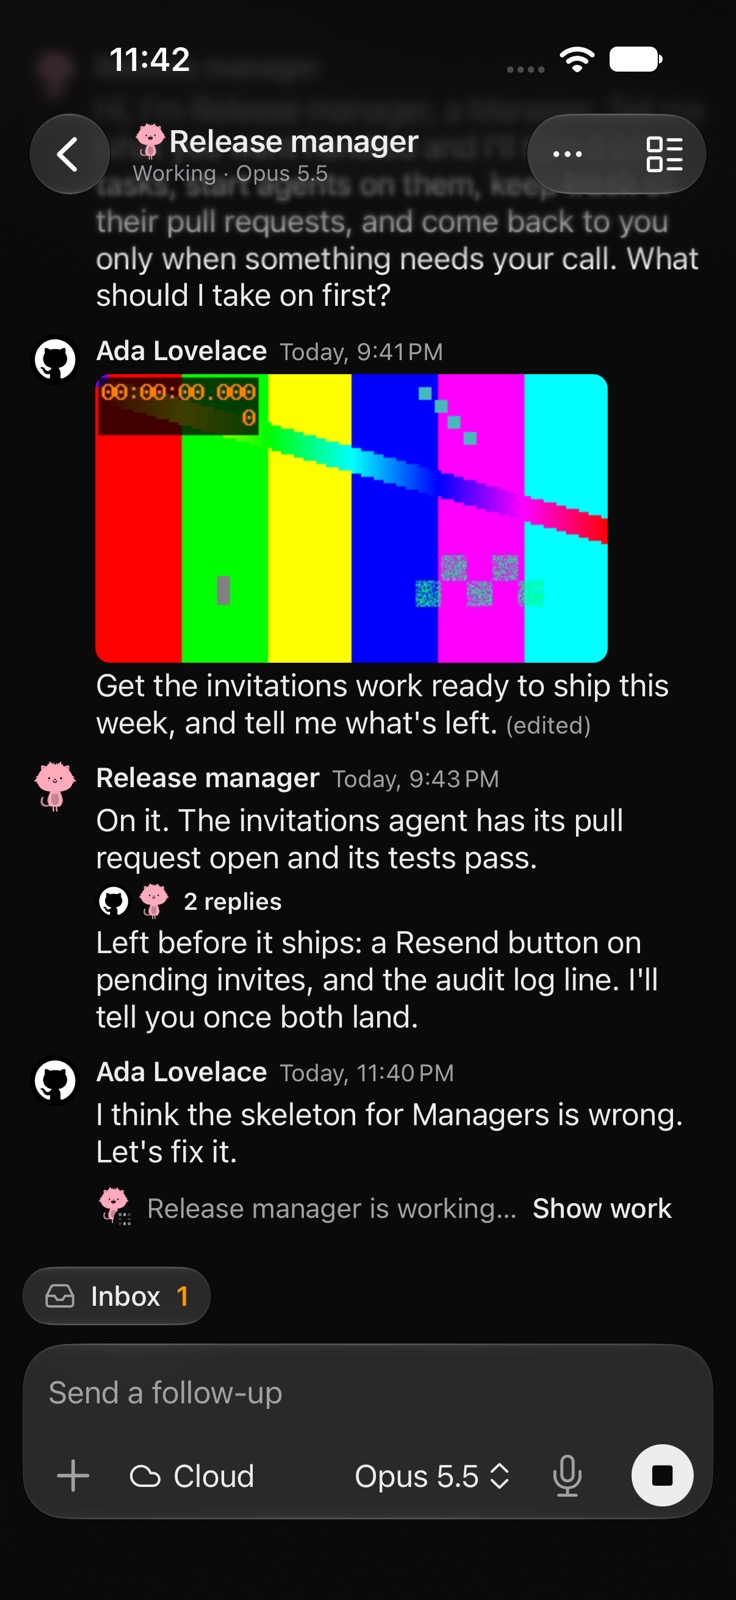 11:42
Release manager
Working · Opus 5.5
tasks, start agents on them, keep
their pull requests, and come back to you
only when something needs your call. What
should I take on first?
Ada Lovelace Today, 9:41 PM
00:00:00.000
0
Get the invitations work ready to ship this
week, and tell me what's left. (edited)
Release manager Today, 9:43 PM
On it. The invitations agent has its pull
request open and its tests pass.
2 replies
Left before it ships: a Resend button on
pending invites, and the audit log line. I'll
tell you once both land.
Ada Lovelace Today, 11:40 PM
I think the skeleton for Managers is wrong.
Let's fix it.
Release manager is working... Show work
Inbox 1
Send a follow-up
Cloud
Opus 5.5